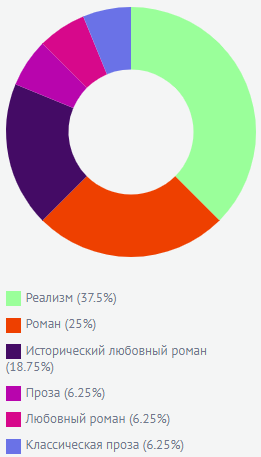 Реализм (37.5%)
Роман (25%)
Исторический любовный роман
(18.75%)
Проза (6.25%)
Любовный роман (6.25%)
Классическая проза (6.25%)